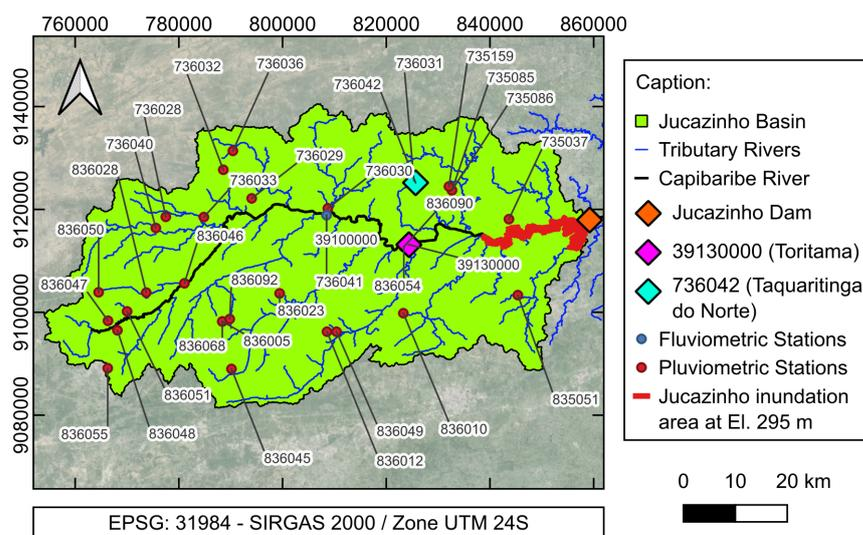 760000 780000 800000 820000 840000 860000
9140000
9120000
9100000
9080000
736032
736036
736042
736031
735159
735085
735086
736028
736040
836028
736029
736030
735037
736033
836090
836050
836046
39100000
39130000
836047
836092
736041
836054
836023
836068
836005
836051
835051
836055
836048
836049
836010
836045
836012
Caption:
Jucazinho Basin
Tributary Rivers
Capibaribe River
Jucazinho Dam
39130000 (Toritama)
736042 (Taquaritinga
do Norte)
Fluviometric Stations
Pluviometric Stations
Jucazinho inundation
area at El. 295 m
0 10 20 km
EPSG: 31984 - SIRGAS 2000 / Zone UTM 24S